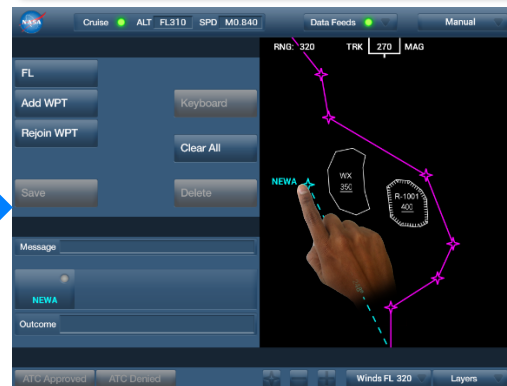 NASA
Cruise ALT FL310 SPD M0.840 Data Feeds Manual
RNG: 320 TRK 270 MAG
FL
Add WPT Keyboard
Rejoin WPT
Clear All
Save Delete
WX
350
R-1001
400
NEWA
Message
NEWA
Outcome
ATC Approved ATC Denied Winds FL 320 Layers